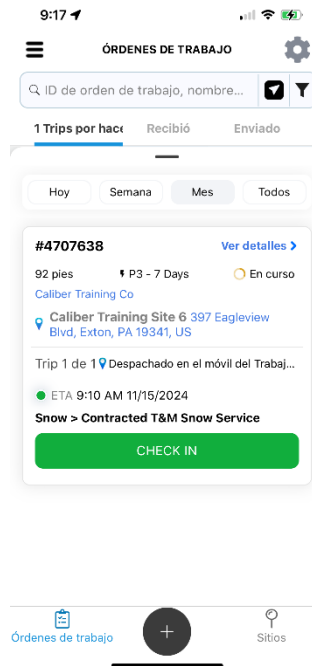 9:17
ÓRDENES DE TRABAJO
ID de orden de trabajo, nombre...
1 Trips por hace Recibió Enviado
Hoy Semana Mes Todos
#4707638 Ver detalles
92 pies P3 - 7 Days En curso
Caliber Training Co
Caliber Training Site 6 397 Eagleview
Blvd, Exton, PA 19341, US
Trip 1 de 1 Despachado en el móvil del Trabaj...
ETA 9:10 AM 11/15/2024
Snow > Contracted T&M Snow Service
CHECK IN
Órdenes de trabajo + Sitios